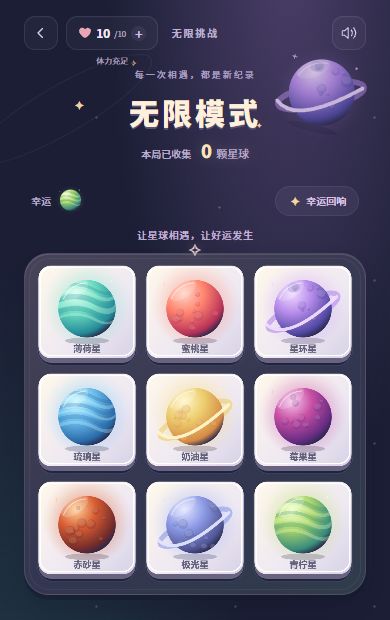 10 /10 + 无限挑战
体力充足
每一次相遇，都是新纪录
无限模式
本局已收集 0 颗星球
幸运
幸运回响
让星球相遇，让好运发生
薄荷星 蜜桃星 星环星
琉璃星 奶油星 莓果星
赤砂星 极光星 青柠星